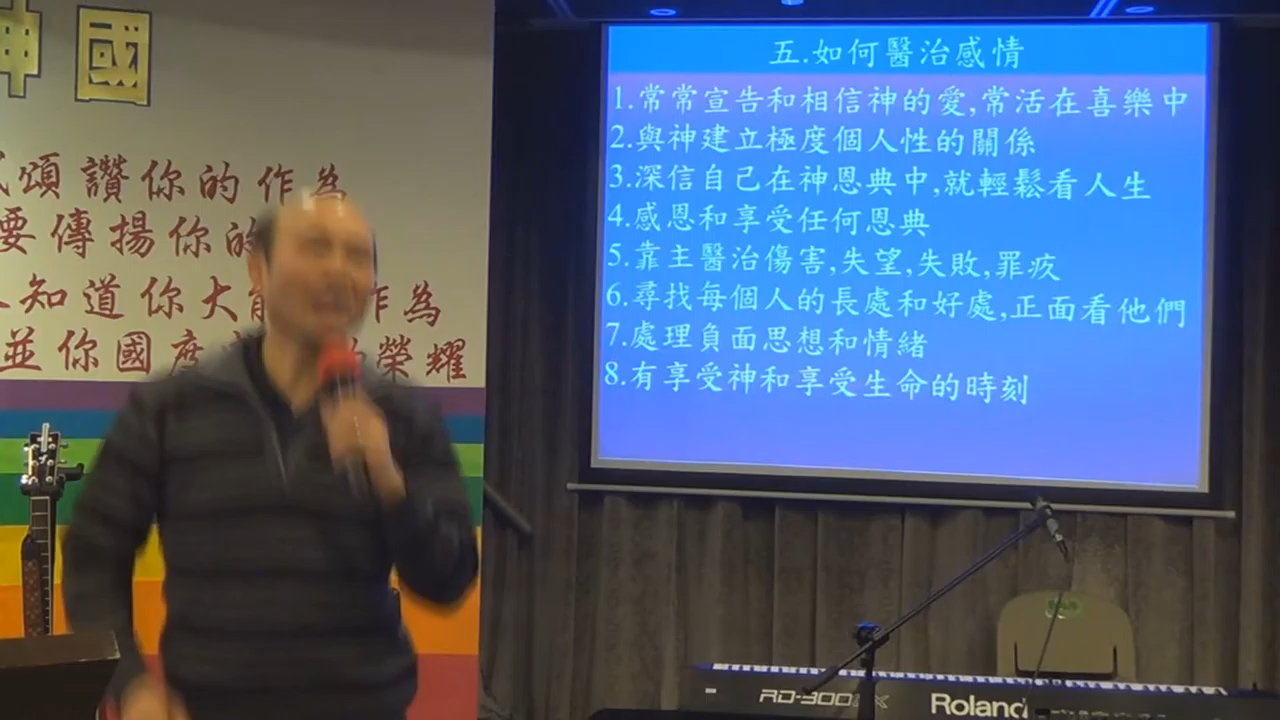 神國
頌讚你的作為
要傳揚你的
知道你大能 作為
並你國度 的榮耀
五.如何醫治感情
1.常常宣告和相信神的愛,常活在喜樂中
2.與神建立極度個人性的關係
3.深信自己在神恩典中,就輕鬆看人生
4.感恩和享受任何恩典
5.靠主醫治傷害,失望,失敗,罪疚
6.尋找每個人的長處和好處,正面看他們
7.處理負面思想和情緒
8.有享受神和享受生命的時刻
RD-300 Roland